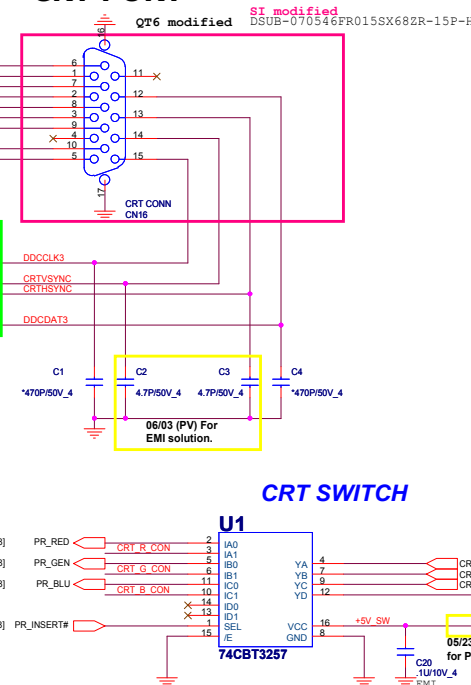 SI modified
QT6 modified DSUB-070546FR015SX68ZR-15P-H
16
6
1 11
7
2 12
8
3 13
9
4 14
10
5 15
17
CRT CONN
CN16
DDCCLK3
CRTVSYNC
CRTHSYNC
DDCDAT3
C1 C2 C3 C4
*470P/50V_4 4.7P/50V_4 4.7P/50V_4 *470P/50V_4
06/03 (PV) For
EMI solution.
CRT SWITCH
U1
PR_RED 2 IA0
CRT_R_CON 3 IA1 YA 4 CR
PR_GEN 5 IB0 YB 7 CR
CRT_G_CON 6 IB1 YC 9 CR
PR_BLU 11 IC0 YD 12
CRT_B_CON 10 IC1
14 ID0
13 ID1
PR_INSERT# 1 SEL VCC 16 +5V_SW
15 /E GND 8
74CBT3257
05/23
for P
C20
.1U/10V_4
EMI